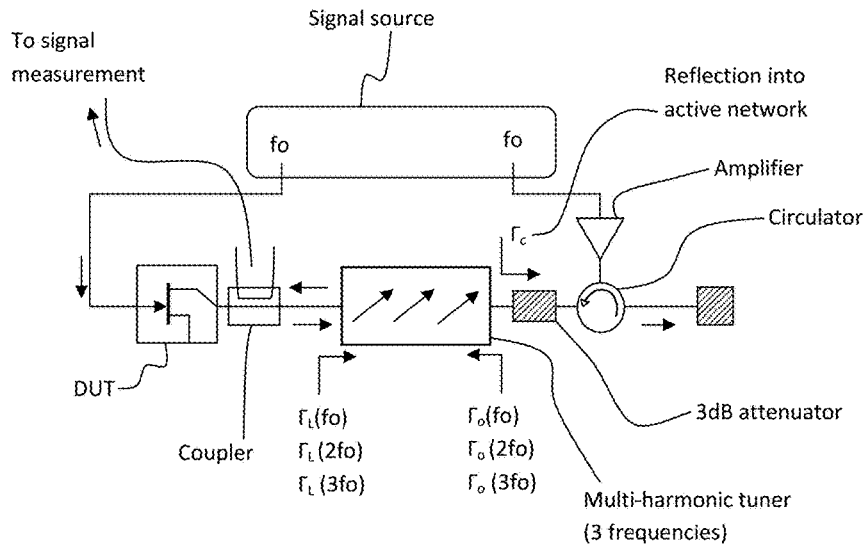 Signal source
To signal
measurement
Reflection into
active network
fo
fo
Amplifier
Γc
Circulator
DUT
Coupler
ΓL(fo)
ΓL (2fo)
ΓL (3fo)
Γo(fo)
Γo (2fo)
Γo (3fo)
3dB attenuator
Multi-harmonic tuner
(3 frequencies)